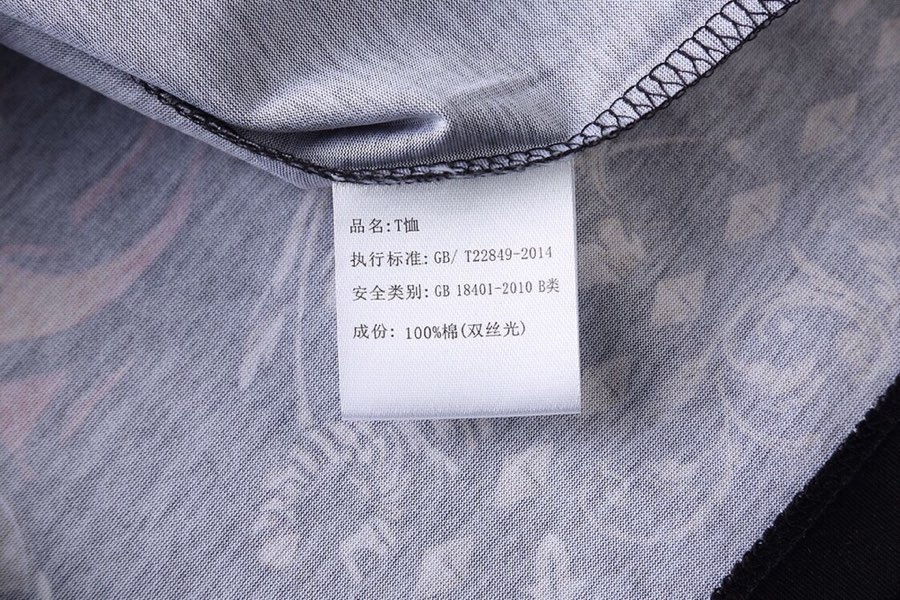 品名:T恤
执行标准: GB/ T22849-2014
安全类别: GB 18401-2010 B类
成份: 100%棉(双丝光)